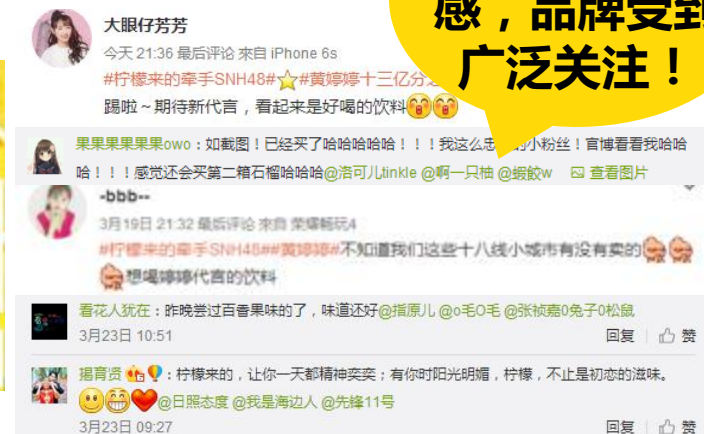 感，品牌受到
广泛关注！
大眼仔芳芳
今天 21:36 最后评论 来自 iPhone 6s
#柠檬来的牵手SNH48#☆#黄婷婷十三亿分之
踢啦～期待新代言，看起来是好喝的饮料
果果果果果果owo：如截图！已经买了哈哈哈哈哈！！！我这么忠 小粉丝！官博看看我哈哈
哈！！！感觉还会买第二箱石榴哈哈哈@洛可儿tinkle @啊一只柚 @蝦餃w 查看图片
-bbb--
3月19日 21:32 最后评论 来自 荣耀畅玩4
#柠檬来的牵手SNH48##黄婷婷#不知道我们这些十八线小城市有没有卖的
想喝婷婷代言的饮料
看花人犹在：昨晚尝过百香果味的了，味道还好@指原儿 @o毛O毛 @张祯嘉0兔子0松鼠
3月23日 10:51 回复 赞
揭育贤：柠檬来的，让你一天都精神奕奕；有你时阳光明媚，柠檬，不止是初恋的滋味。
@日照态度 @我是海边人 @先锋11号
3月23日 09:27 回复 赞